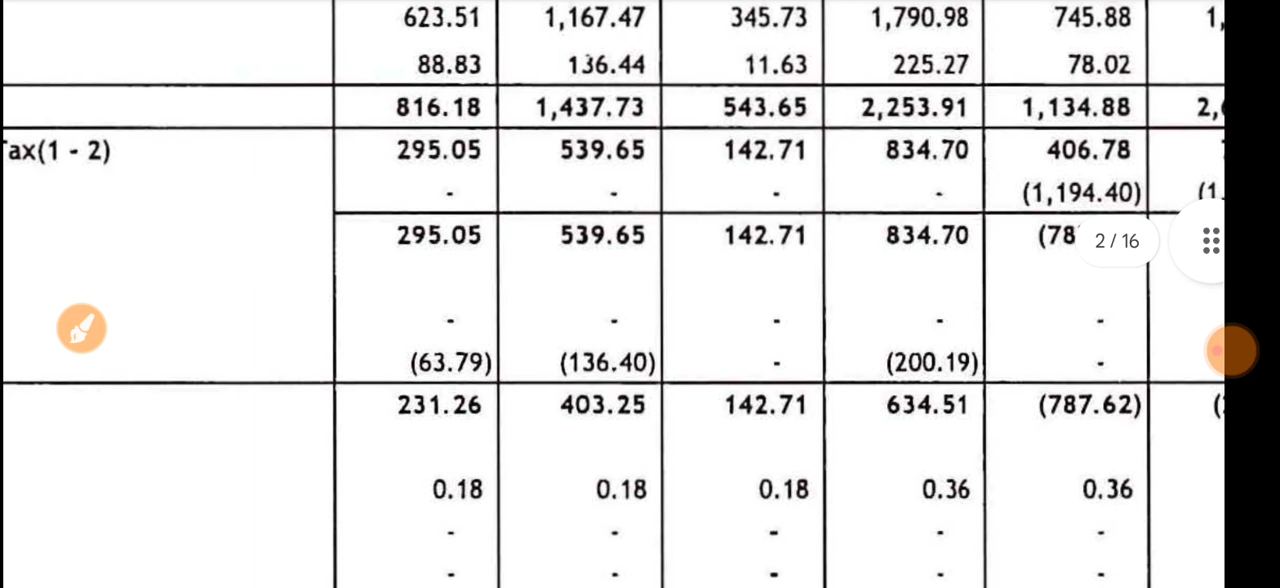 623.51 1,167.47 345.73 1,790.98 745.88 1,
88.83 136.44 11.63 225.27 78.02
816.18 1,437.73 543.65 2,253.91 1,134.88 2,
ax(1 - 2) 295.05 539.65 142.71 834.70 406.78
- - - - (1,194.40) (1.
295.05 539.65 142.71 834.70 (78
2 / 16
- - - - -
(63.79) (136.40) - (200.19) -
231.26 403.25 142.71 634.51 (787.62) (
0.18 0.18 0.18 0.36 0.36
- - - - -
- - - - -